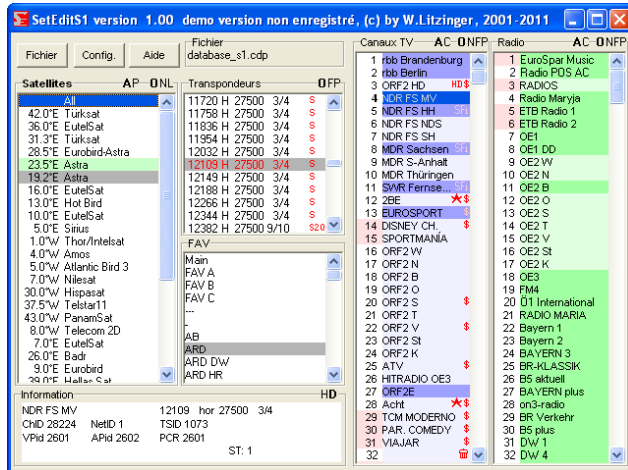 SetEditS1 version 1.00 demo version non enregistré, (c) by W.Litzinger, 2001-2011
Fichier
Config.
Aide
Fichier
database_s1.cdp
Satellites AP ONL
All
42.0°E Türksat
36.0°E EutelSat
31.3°E Türksat
28.5°E Eurobird-Astra
23.5°E Astra
19.2°E Astra
16.0°E EutelSat
13.0°E Hot Bird
10.0°E EutelSat
5.0°E Sirius
1.0°W Thor/Intelsat
4.0°W Amos
5.0°W Atlantic Bird 3
7.0°W Nilesat
30.0°W Hispasat
37.5°W Telstar11
43.0°W PanamSat
8.0°W Telecom 2D
7.0°E EutelSat
26.0°E Badr
9.0°E Eurobird
39.0°E Hellas Sat
Transpondeurs OFP
11720 H 27500 3/4 S
11758 H 27500 3/4 S
11836 H 27500 3/4 S
11954 H 27500 3/4 S
12032 H 27500 3/4 S
12109 H 27500 3/4 S
12149 H 27500 3/4 S
12188 H 27500 3/4 S
12266 H 27500 3/4 S
12344 H 27500 3/4 S
12382 H 27500 9/10 S20
FAV
Main
FAV A
FAV B
FAV C
---
-
AB
ARD
ARD DW
ARD HR
Canaux TV AC ONFP
1 rbb Brandenburg
2 rbb Berlin
3 ORF2 HD HD$
4 NDR FS MV
5 NDR FS HH SFi
6 NDR FS NDS
7 NDR FS SH
8 MDR Sachsen SFi
9 MDR S-Anhalt
10 MDR Thüringen
11 SWR Fernse... SFi
12 2BE ★$
13 EUROSPORT $
14 DISNEY CH. $
15 SPORTMANÍA
16 ORF2 W
17 ORF2 N
18 ORF2 B
19 ORF2 O
20 ORF2 S $
21 ORF2 T
22 ORF2 V $
23 ORF2 St
24 ORF2 K
25 ATV $
26 HITRADIO OE3
27 ORF2E
28 Acht ★$
29 TCM MODERNO $
30 PAR. COMEDY $
31 VIAJAR $
32
Radio AC ONFP
1 EuroSpar Music
2 Radio POS AC
3 RADIOS
4 Radio Maryja
5 ETB Radio 1
6 ETB Radio 2
7 OE1
8 OE1 DD
9 OE2 W
10 OE2 N
11 OE2 B
12 OE2 O
13 OE2 S
14 OE2 T
15 OE2 V
16 OE2 St
17 OE2 K
18 OE3
19 FM4
20 Ö1 International
21 RADIO MARIA
22 Bayern 1
23 Bayern 2
24 BAYERN 3
25 BR-KLASSIK
26 B5 aktuell
27 BAYERN plus
28 on3-radio
29 BR Verkehr
30 B5 plus
31 DW 1
32 DW 4
Information HD
NDR FS MV 12109 hor 27500 3/4
ChID 28224 NetID 1 TSID 1073
VPid 2601 APid 2602 PCR 2601
ST: 1